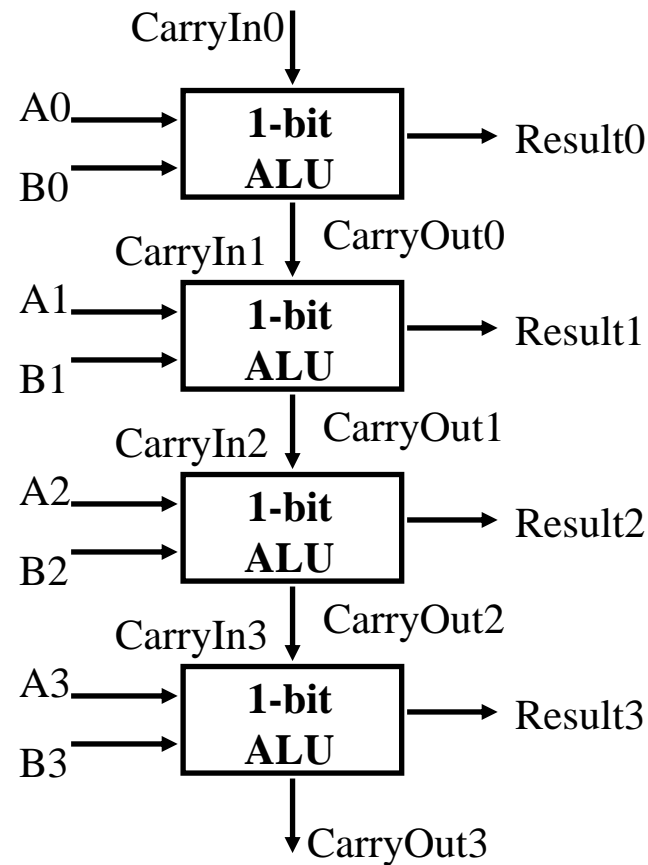 CarryIn0
A0
1-bit
ALU
Result0
B0
CarryIn1
CarryOut0
A1
1-bit
ALU
Result1
B1
CarryIn2
CarryOut1
A2
1-bit
ALU
Result2
B2
CarryIn3
CarryOut2
A3
1-bit
ALU
Result3
B3
CarryOut3